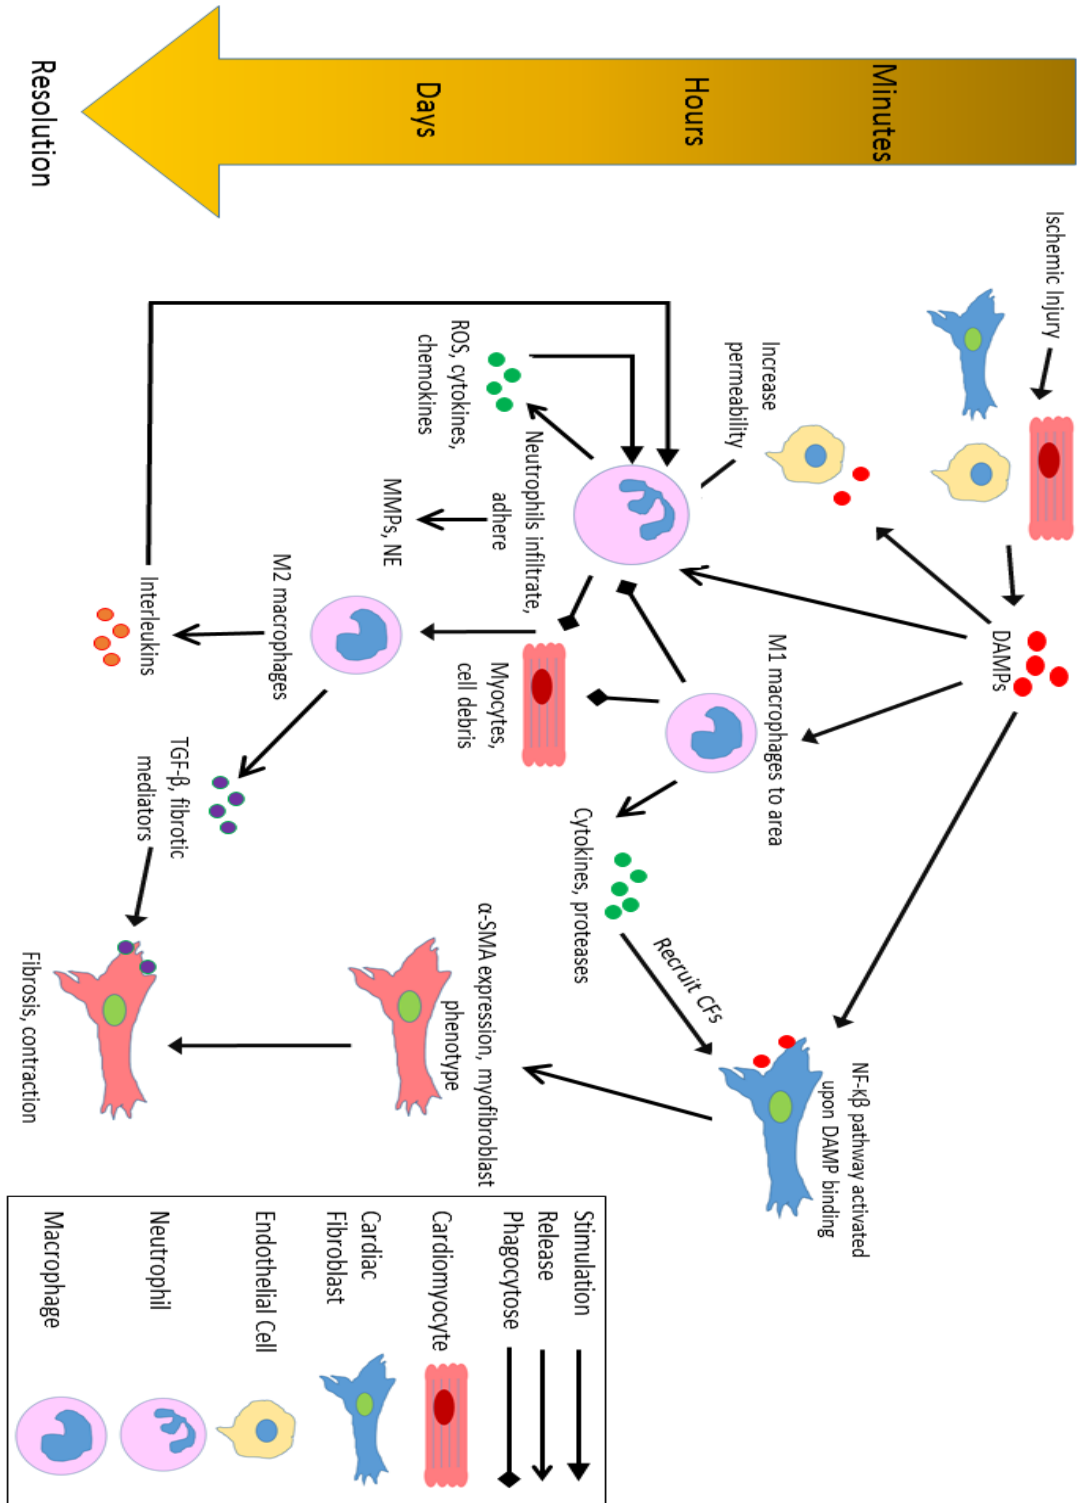 Minutes
Hours
Days
Resolution
Ischemic Injury
DAMPs
Increase
permeability
M1 macrophages to area
NF-κβ pathway activated
upon DAMP binding
Recruit CFs
Cytokines, proteases
Neutrophils infiltrate,
adhere
ROS, cytokines,
chemokines
MMPs, NE
Myocytes,
cell debris
α-SMA expression, myofibroblast
phenotype
M2 macrophages
Interleukins
TGF-β, fibrotic
mediators
Fibrosis, contraction
Stimulation
Release
Phagocytose
Cardiomyocyte
Cardiac
Fibroblast
Endothelial Cell
Neutrophil
Macrophage